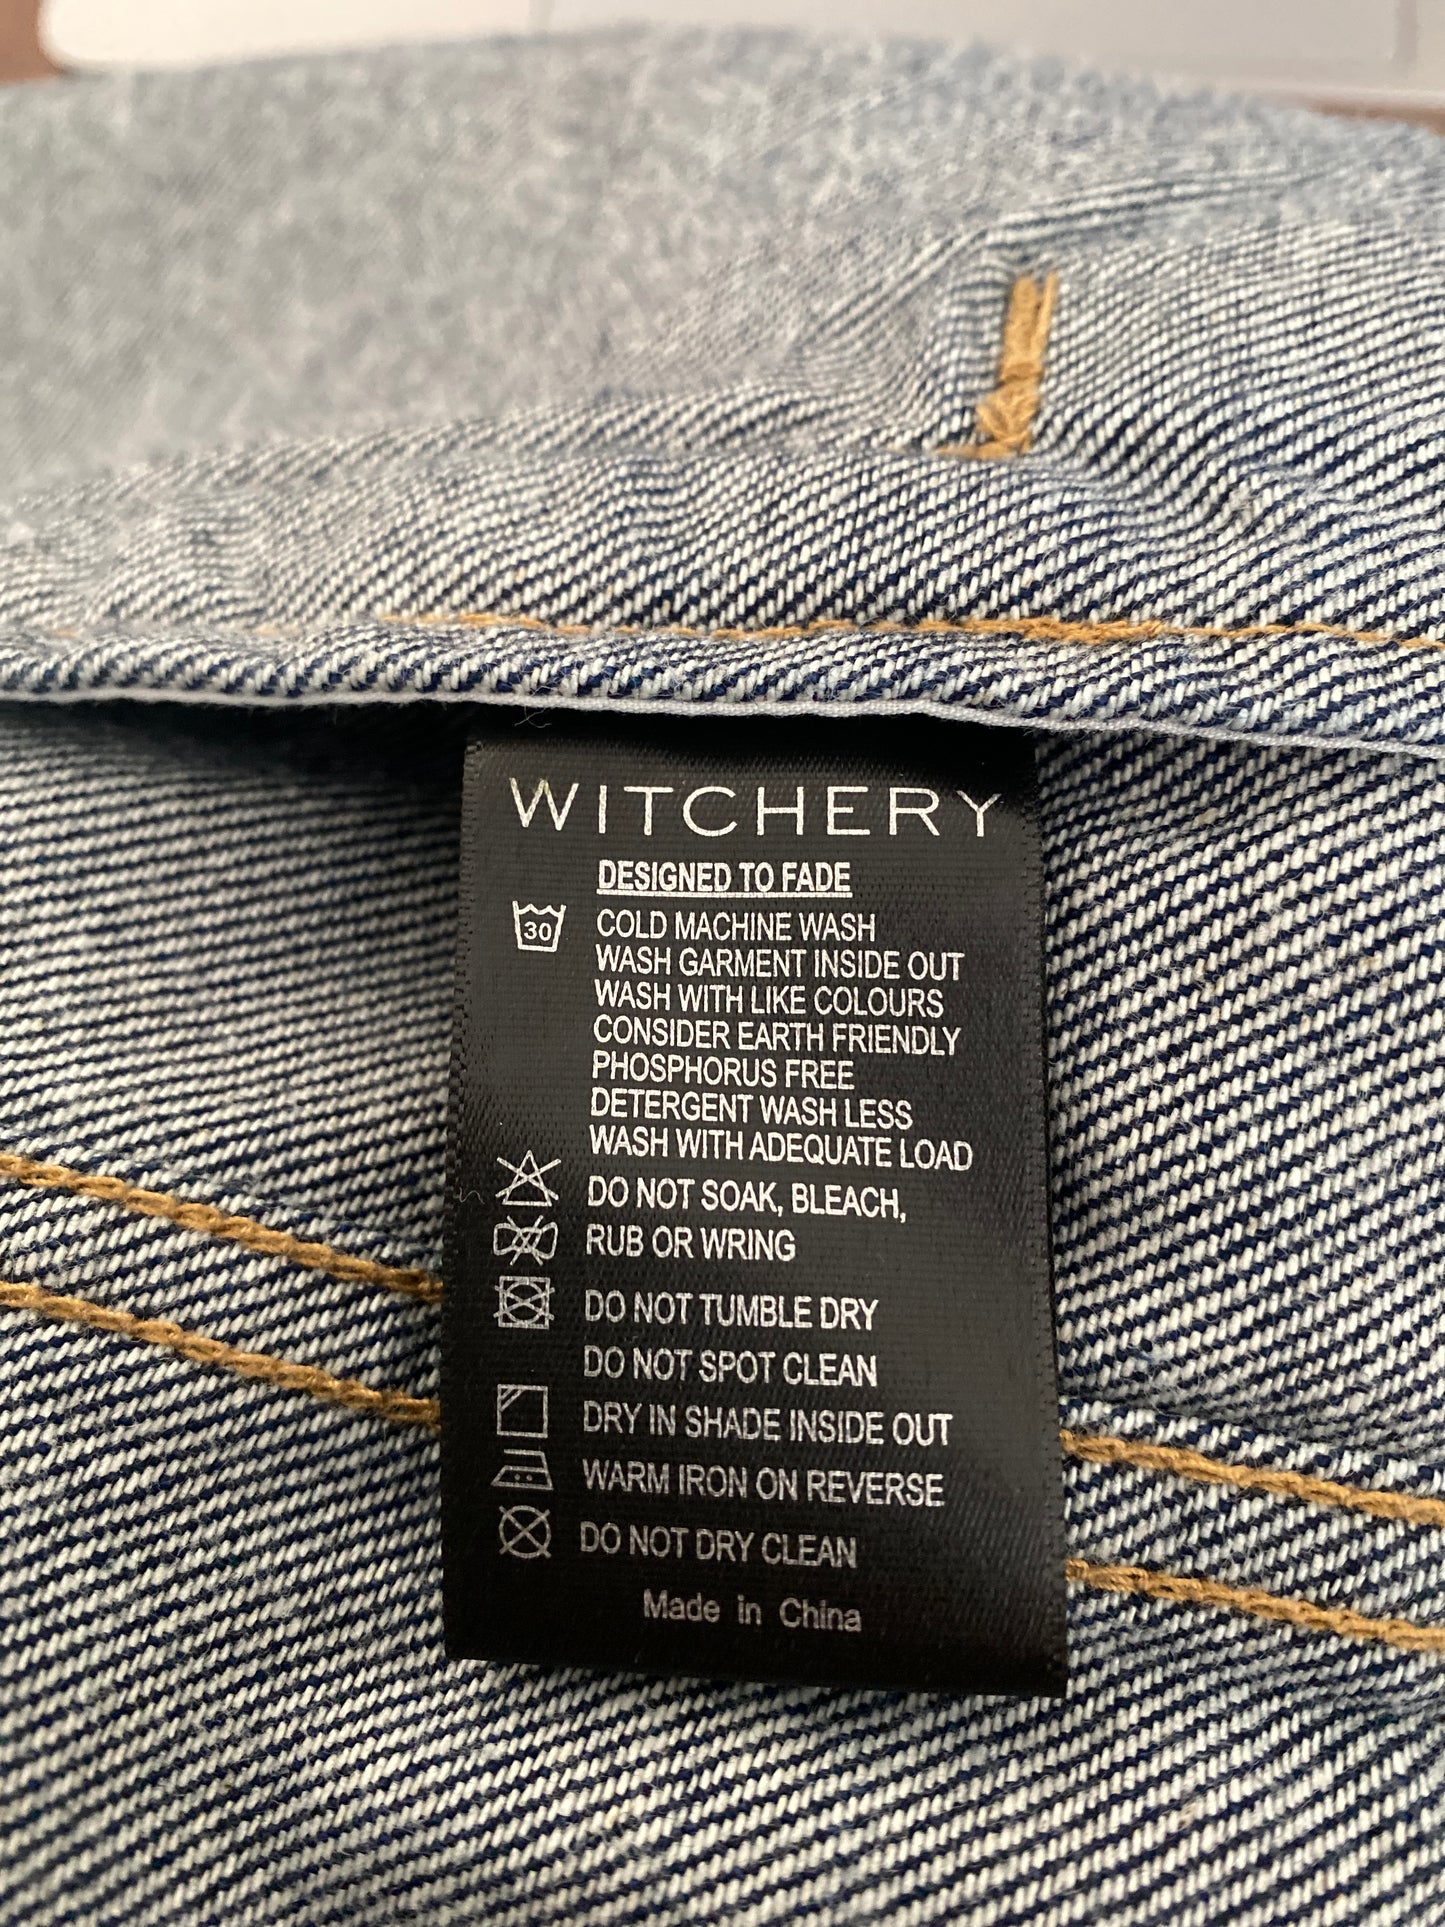 WITCHERY
DESIGNED TO FADE
30 COLD MACHINE WASH
WASH GARMENT INSIDE OUT
WASH WITH LIKE COLOURS
CONSIDER EARTH FRIENDLY
PHOSPHORUS FREE
DETERGENT WASH LESS
WASH WITH ADEQUATE LOAD
DO NOT SOAK, BLEACH,
RUB OR WRING
DO NOT TUMBLE DRY
DO NOT SPOT CLEAN
DRY IN SHADE INSIDE OUT
WARM IRON ON REVERSE
DO NOT DRY CLEAN
Made in China